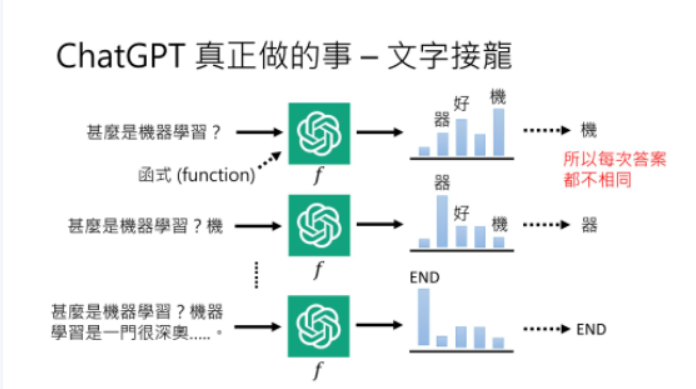 ChatGPT 真正做的事 – 文字接龍
甚麼是機器學習？
函式 (function)
f
器
好
機
機
所以每次答案
都不相同
甚麼是機器學習？機
f
器
好
機
器
甚麼是機器學習？機器
學習是一門很深奧.....。
f
END
END